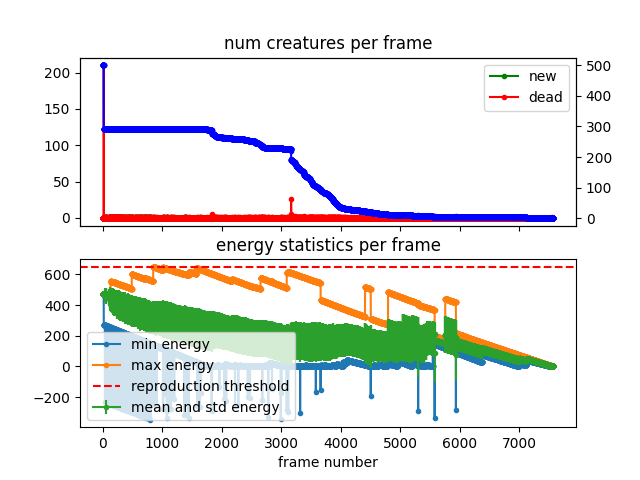 num creatures per frame
200
150
100
50
0
500
400
300
200
100
0
new
dead
energy statistics per frame
600
400
200
0
−200
min energy
max energy
reproduction threshold
mean and std energy
0 1000 2000 3000 4000 5000 6000 7000
frame number